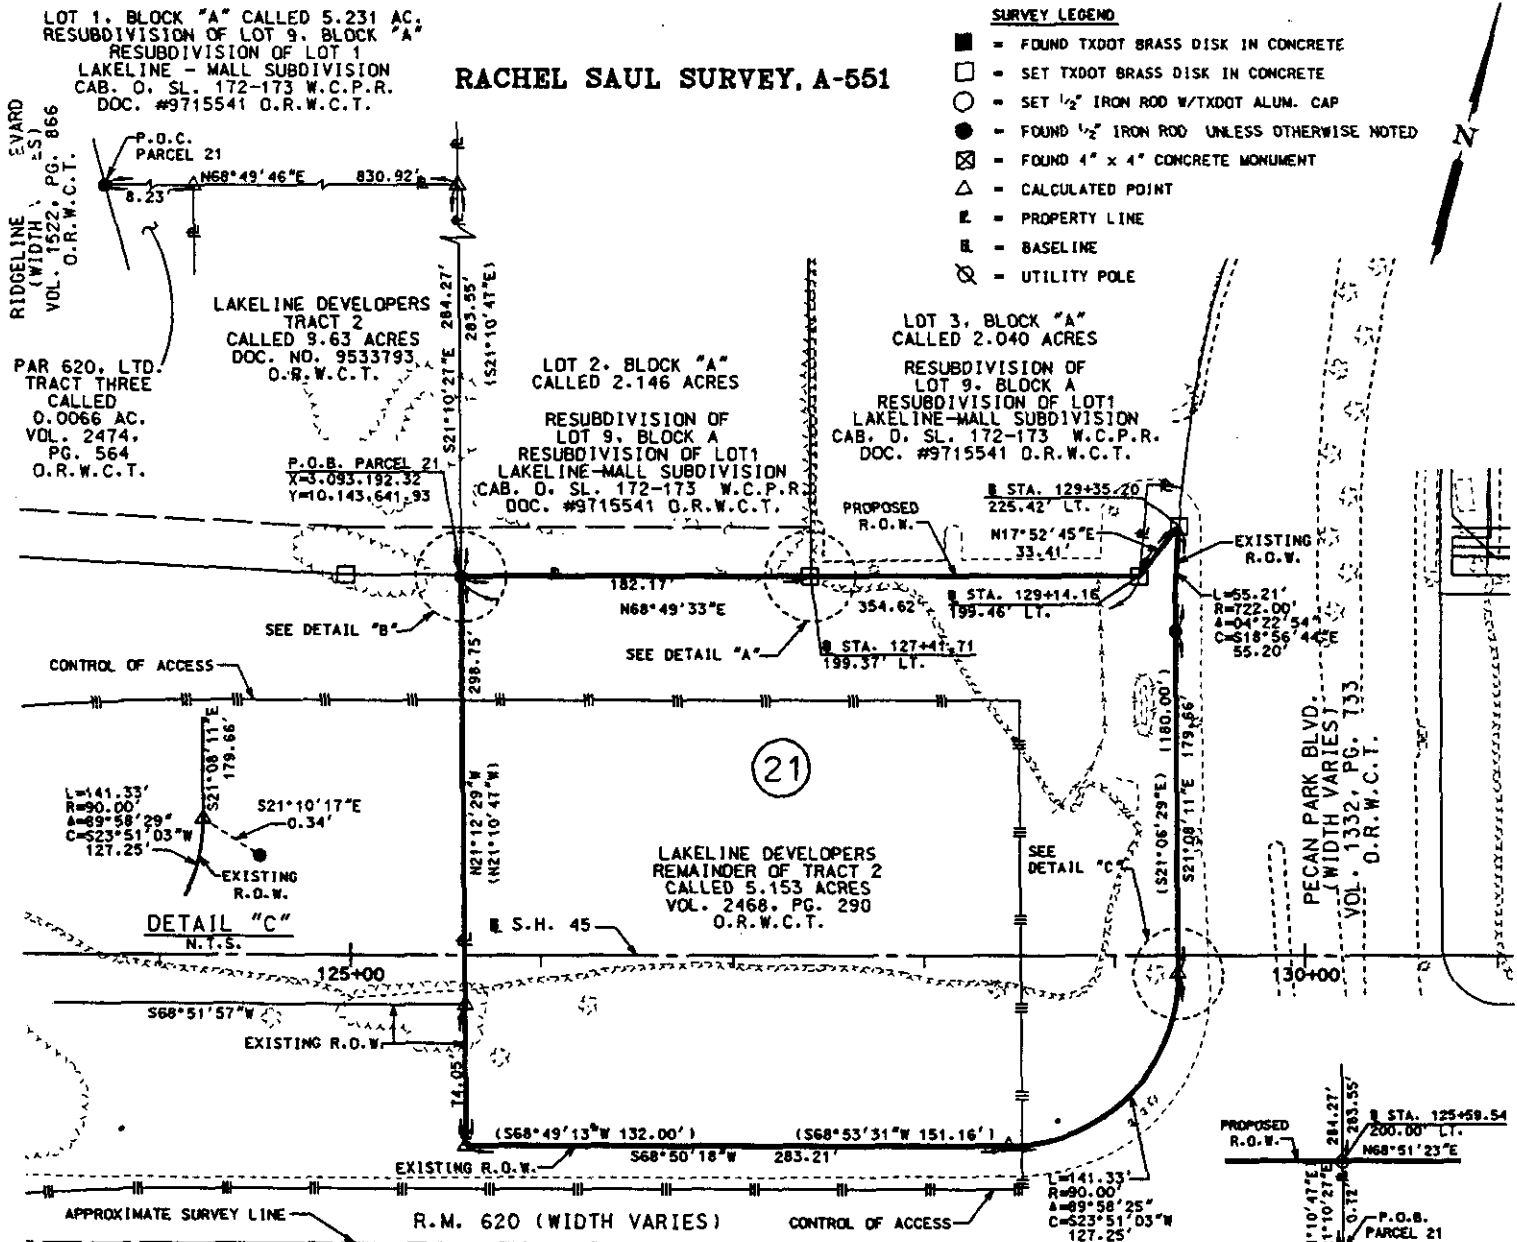 LOT 1, BLOCK "A" CALLED 5.231 AC.
RESUBDIVISION OF LOT 9, BLOCK "A"
RESUBDIVISION OF LOT 1
LAKELINE - MALL SUBDIVISION
CAB. O, SL. 172-173 W.C.P.R.
DOC. #9715541 O.R.W.C.T.
RACHEL SAUL SURVEY, A-551
SURVEY LEGEND
= FOUND TXDOT BRASS DISK IN CONCRETE
= SET TXDOT BRASS DISK IN CONCRETE
= SET 1/2" IRON ROD W/TXDOT ALUM. CAP
= FOUND 1/2" IRON ROD UNLESS OTHERWISE NOTED
= FOUND 4" x 4" CONCRETE MONUMENT
= CALCULATED POINT
= PROPERTY LINE
= BASELINE
= UTILITY POLE
N
RIDGELINE EVARD
(WIDTH ES)
VOL. 1522, PG. 866
O.R.W.C.T.
P.O.C.
PARCEL 21
N68°49'46"E 830.92'
8.23'
PAR 620, LTD.
TRACT THREE
CALLED
0.0066 AC.
VOL. 2474,
PG. 564
O.R.W.C.T.
LAKELINE DEVELOPERS
TRACT 2
CALLED 9.63 ACRES
DOC. NO. 9533793
O.R.W.C.T.
S21°10'27"E 284.27'
283.55'
(S21°10'47"E)
LOT 2, BLOCK "A"
CALLED 2.146 ACRES
RESUBDIVISION OF
LOT 9, BLOCK A
RESUBDIVISION OF LOT1
LAKELINE-MALL SUBDIVISION
CAB. O, SL. 172-173 W.C.P.R.
DOC. #9715541 O.R.W.C.T.
LOT 3, BLOCK "A"
CALLED 2.040 ACRES
RESUBDIVISION OF
LOT 9, BLOCK A
RESUBDIVISION OF LOT1
LAKELINE-MALL SUBDIVISION
CAB. O, SL. 172-173 W.C.P.R.
DOC. #9715541 O.R.W.C.T.
P.O.B. PARCEL 21
X=3,093,192.32
Y=10,143,641.93
PROPOSED
R.O.W.
STA. 129+35.20
225.42' LT.
N17°52'45"E
33.41'
EXISTING
R.O.W.
182.17'
N68°49'33"E
354.62'
STA. 129+14.16
199.46' LT.
L=55.21'
R=722.00'
Δ=04°22'54"
C=S18°56'44"E
55.20'
SEE DETAIL "B"
SEE DETAIL "A"
STA. 127+41.71
199.37' LT.
CONTROL OF ACCESS
298.75'
N21°12'29"W
(N21°10'47"W)
21
(S21°06'29"E) (180.00')
S21°08'11"E 179.66'
PECAN PARK BLVD.
(WIDTH VARIES)
VOL. 1332, PG. 733
O.R.W.C.T.
S21°08'11"E
179.66'
L=141.33'
R=90.00'
Δ=89°58'29"
C=S23°51'03"W
127.25'
S21°10'17"E
0.34'
EXISTING
R.O.W.
DETAIL "C"
N.T.S.
LAKELINE DEVELOPERS
REMAINDER OF TRACT 2
CALLED 5.153 ACRES
VOL. 2468, PG. 290
O.R.W.C.T.
SEE
DETAIL "C"
S.H. 45
125+00
130+00
S68°51'57"W
EXISTING R.O.W.
74.05'
(S68°49'13"W 132.00')
(S68°53'31"W 151.16')
S68°50'18"W 283.21'
EXISTING R.O.W.
L=141.33'
R=90.00'
Δ=89°58'25"
C=S23°51'03"W
127.25'
APPROXIMATE SURVEY LINE
R.M. 620 (WIDTH VARIES)
CONTROL OF ACCESS
PROPOSED
R.O.W.
284.27'
283.55'
STA. 125+59.54
200.00' LT.
N68°51'23"E
1°10'47"E
1°10'27"E
0.12'
P.O.B.
PARCEL 21